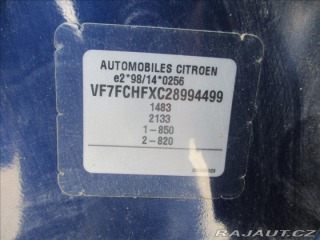 AUTOMOBILES CITROEN
e2*98/14*0256
VF7FCHFXC28994499
1483
2133
1-850
2-820
RAJAUT.CZ